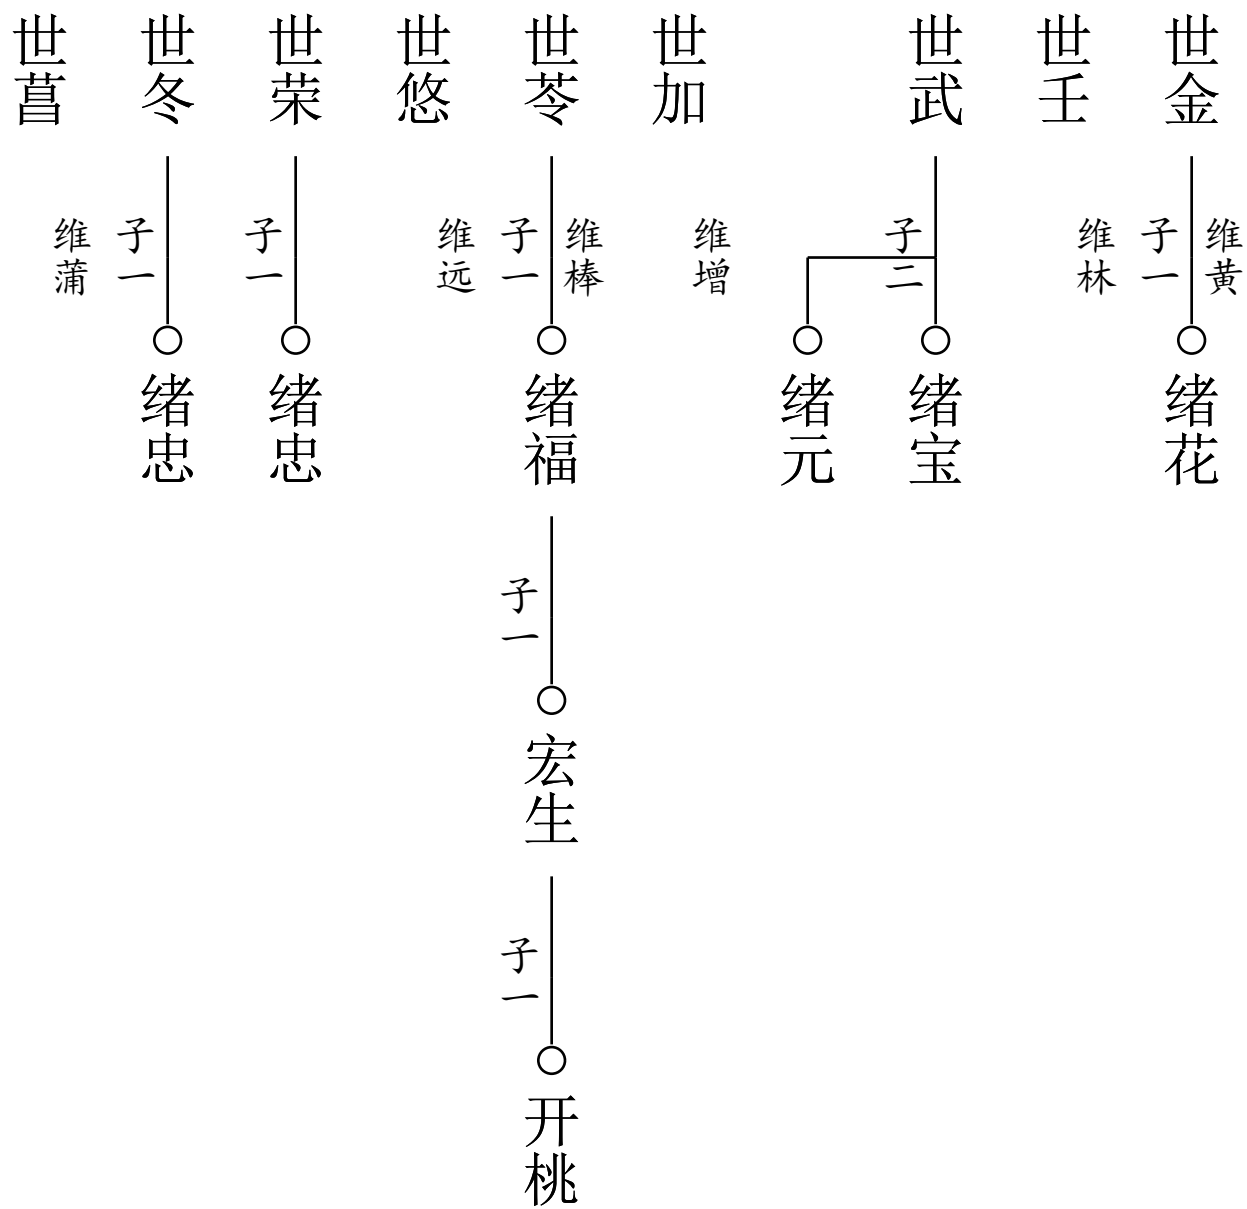 世金
世壬
世武
世加
世苓
世悠
世荣
世冬
世菖
维黄
子一
维林
子二
维增
维棒
子一
维远
子一
子一
维蒲
绪花
绪宝
绪元
绪福
绪忠
绪忠
子一
宏生
子一
开桃